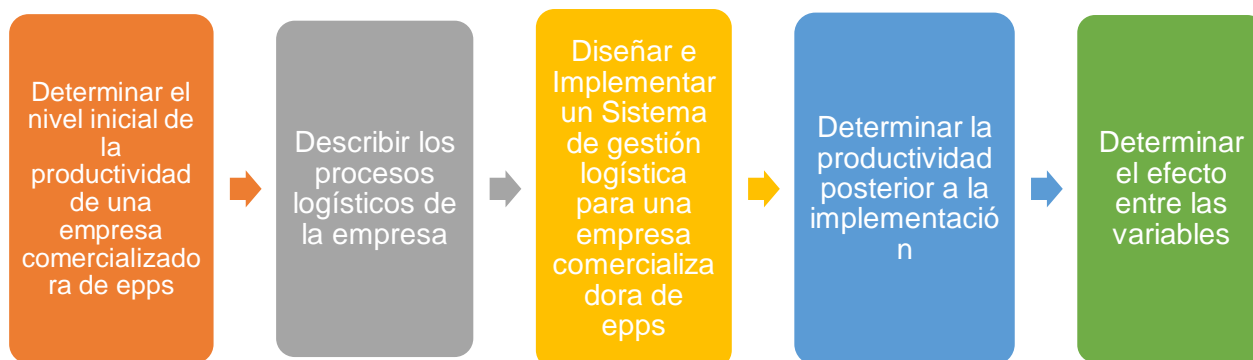 Determinar el
nivel inicial de
la
productividad
de una
empresa
comercializado
ra de epps
Describir los
procesos
logísticos de
la empresa
Diseñar e
Implementar
un Sistema
de gestión
logística
para una
empresa
comercializa
dora de
epps
Determinar la
productividad
posterior a la
implementació
n
Determinar
el efecto
entre las
variables